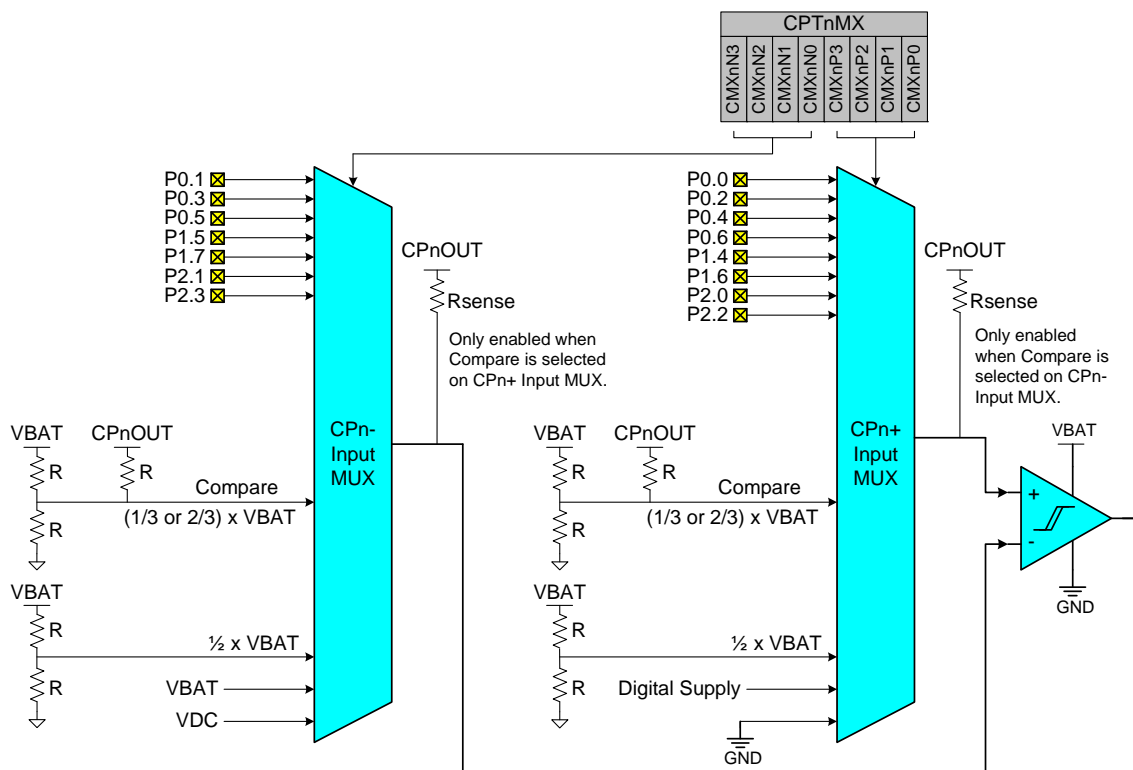 CPTnMX
CMXnN3
CMXnN2
CMXnN1
CMXnN0
CMXnP3
CMXnP2
CMXnP1
CMXnP0
P0.1
P0.3
P0.5
P1.5
P1.7
P2.1
P2.3
CPnOUT
Rsense
Only enabled when
Compare is selected
on CPn+ Input MUX.
VBAT
R
R
CPnOUT
R
Compare
(1/3 or 2/3) x VBAT
CPn-
Input
MUX
VBAT
R
R
½ x VBAT
VBAT
VDC
P0.0
P0.2
P0.4
P0.6
P1.4
P1.6
P2.0
P2.2
CPnOUT
Rsense
Only enabled
when Compare is
selected on CPn-
Input MUX.
VBAT
R
R
CPnOUT
R
Compare
(1/3 or 2/3) x VBAT
CPn+
Input
MUX
VBAT
R
R
½ x VBAT
Digital Supply
GND
VBAT
+
-
GND